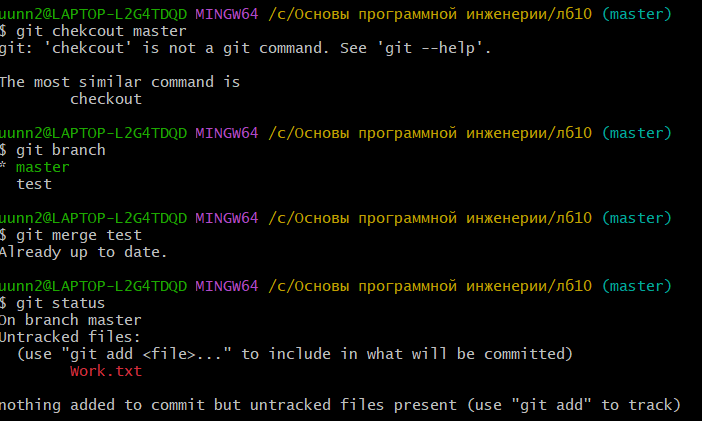 uunn2@LAPTOP-L2G4TDQD MINGW64 /c/Основы программной инженерии/лб10 (master)
$ git chekcout master
git: 'chekcout' is not a git command. See 'git --help'.
The most similar command is
checkout
uunn2@LAPTOP-L2G4TDQD MINGW64 /c/Основы программной инженерии/лб10 (master)
$ git branch
* master
test
uunn2@LAPTOP-L2G4TDQD MINGW64 /c/Основы программной инженерии/лб10 (master)
$ git merge test
Already up to date.
uunn2@LAPTOP-L2G4TDQD MINGW64 /c/Основы программной инженерии/лб10 (master)
$ git status
On branch master
Untracked files:
(use "git add <file>..." to include in what will be committed)
Work.txt
nothing added to commit but untracked files present (use "git add" to track)